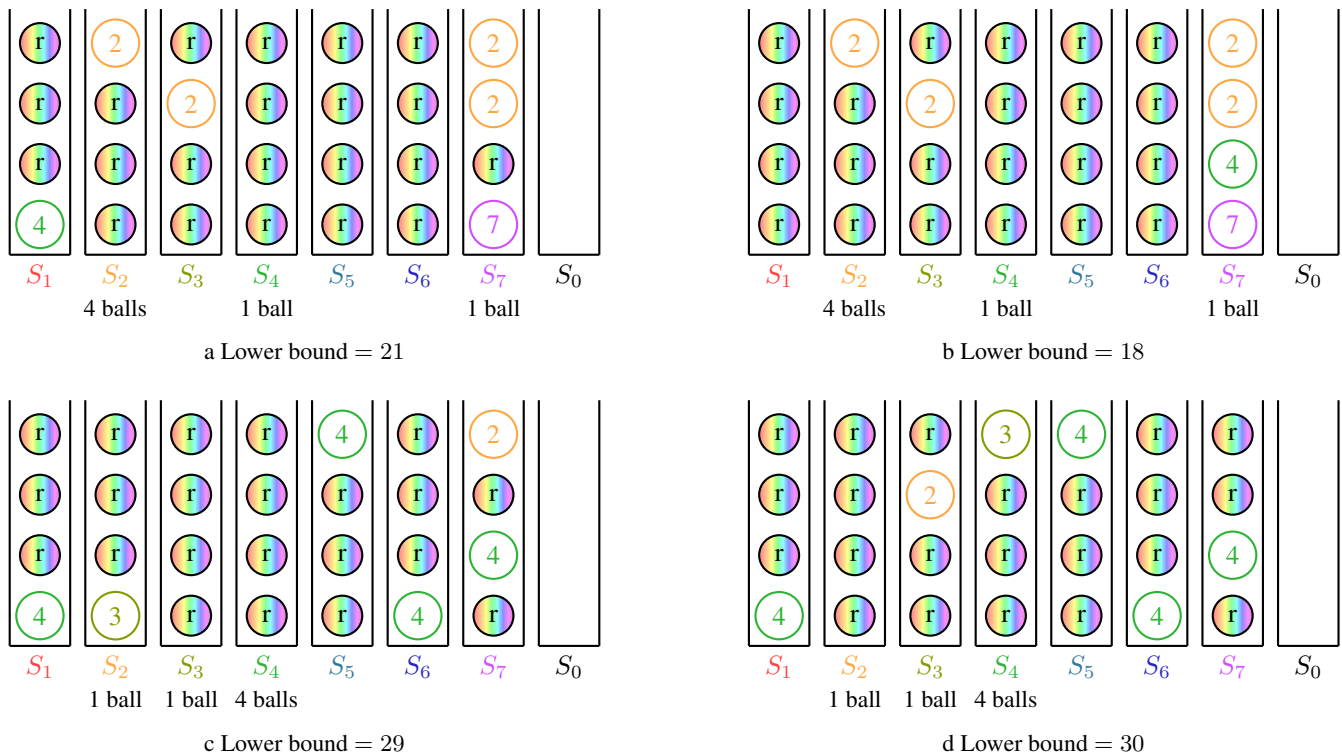 r 2 r r r r 2
r r 2 r r r 2
r r r r r r r
4 r r r r r 7
S1 S2 S3 S4 S5 S6 S7 S0
4 balls 1 ball 1 ball
a Lower bound = 21
r 2 r r r r 2
r r 2 r r r 2
r r r r r r 4
r r r r r r 7
S1 S2 S3 S4 S5 S6 S7 S0
4 balls 1 ball 1 ball
b Lower bound = 18
r r r r 4 r 2
r r r r r r r
r r r r r r 4
4 3 r r r 4 r
S1 S2 S3 S4 S5 S6 S7 S0
1 ball 1 ball 4 balls
c Lower bound = 29
r r r 3 4 r r
r r 2 r r r r
r r r r r r 4
4 r r r r 4 r
S1 S2 S3 S4 S5 S6 S7 S0
1 ball 1 ball 4 balls
d Lower bound = 30